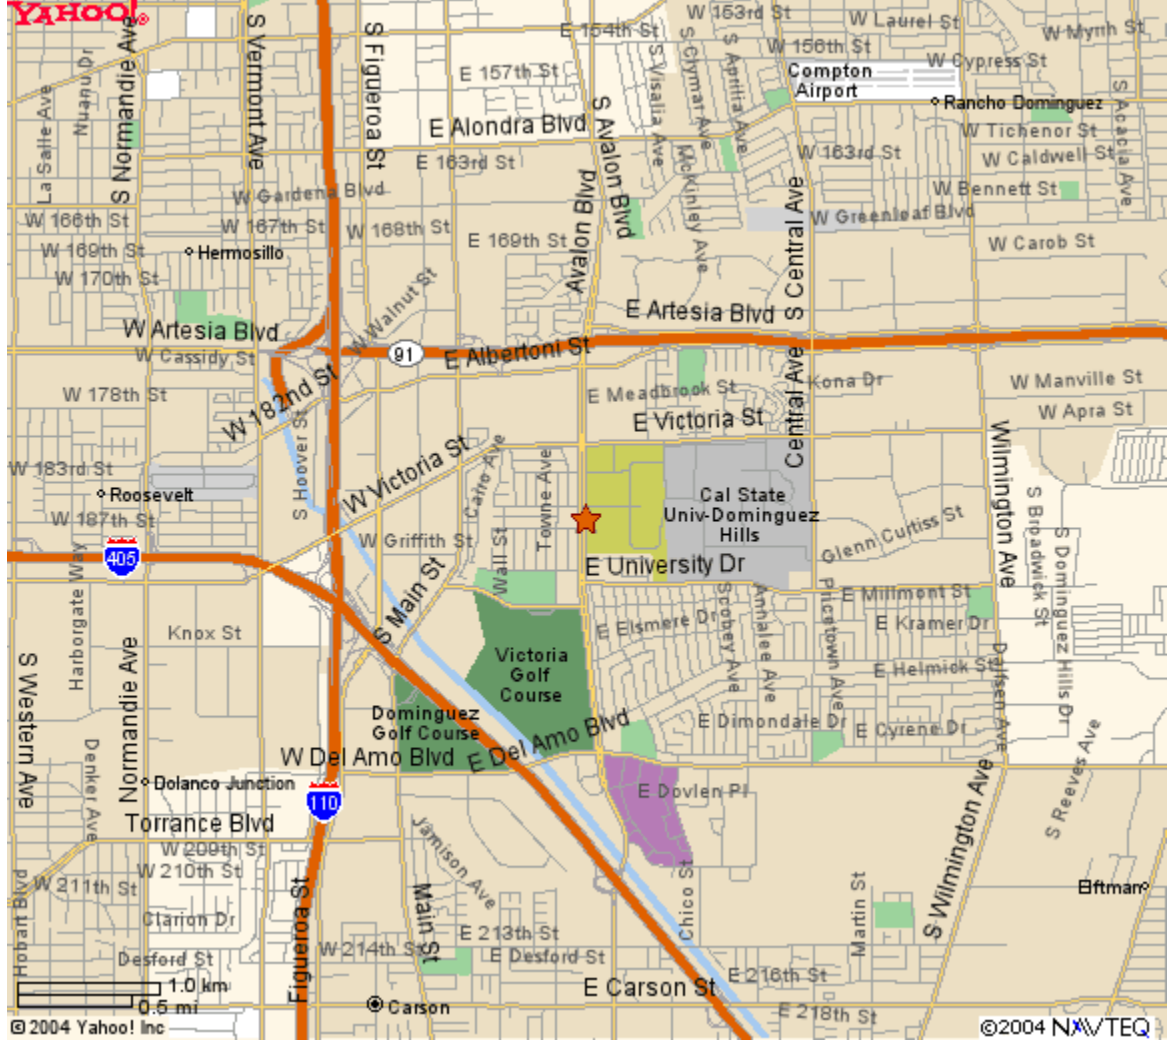 YAHOO!
S Normandie Ave
S Vermont Ave
S Figueroa St
E 154th St
W 153rd St
W Laurel St
W Myrrh St
Nuanu Dr
La Salle Ave
E 157th St
S Visalia Ave
S Clymar Ave
S Aprilia Ave
W 156th St
W Cypress St
Compton
Airport
Rancho Dominguez
S Acacia Ave
E Alondra Blvd
S Avalon Blvd
W Tichenor St
E 163rd St
McKinley Ave
W 163rd St
W Caldwell St
W Gardena Blvd
Avalon Blvd
S Central Ave
W Bennett St
W 166th St
W 167th St
W 168th St
W Greenleaf Blvd
W 169th St
Hermosillo
E 169th St
W Carob St
W 170th St
W Walnut St
W Artesia Blvd
E Artesia Blvd
W Cassidy St
91
E Albertoni St
Central Ave
Kona Dr
W Manville St
W 178th St
W 182nd St
E Meadbrook St
W Apra St
E Victoria St
S Hoover St
W Victoria St
Cairo Ave
Towne Ave
Wilmington Ave
W 183rd St
Roosevelt
Cal State
Univ-Dominguez
Hills
S Broadwick St
S Dominguez Hills Dr
W 187th St
W Griffith St
Wall St
Glenn Curtiss St
405
E University Dr
Harborgate Way
S Main St
E Millmont St
Knox St
E Elsmere Dr
Scobey Ave
Annalee Ave
Pricetown Ave
E Kramer Dr
S Western Ave
Normandie Ave
Victoria
Golf
Course
E Helmick St
Dalfsen Ave
Dominguez
Golf Course
E Dimondale Dr
E Cyrene Dr
W Del Amo Blvd
E Del Amo Blvd
Denker Ave
Dolanco Junction
110
E Dovlen Pl
S Reeves Ave
Torrance Blvd
Jamison Ave
W 209th St
W 210th St
W 211th St
Hobart Blvd
Figueroa St
Main St
Chico St
Martin St
S Wilmington Ave
Elftman
Clarion Dr
E 213th St
W 214th St
E Desford St
Desford St
E 216th St
1.0 km
0.5 mi
Carson
E Carson St
E 218th St
© 2004 Yahoo! Inc
©2004 NAVTEQ